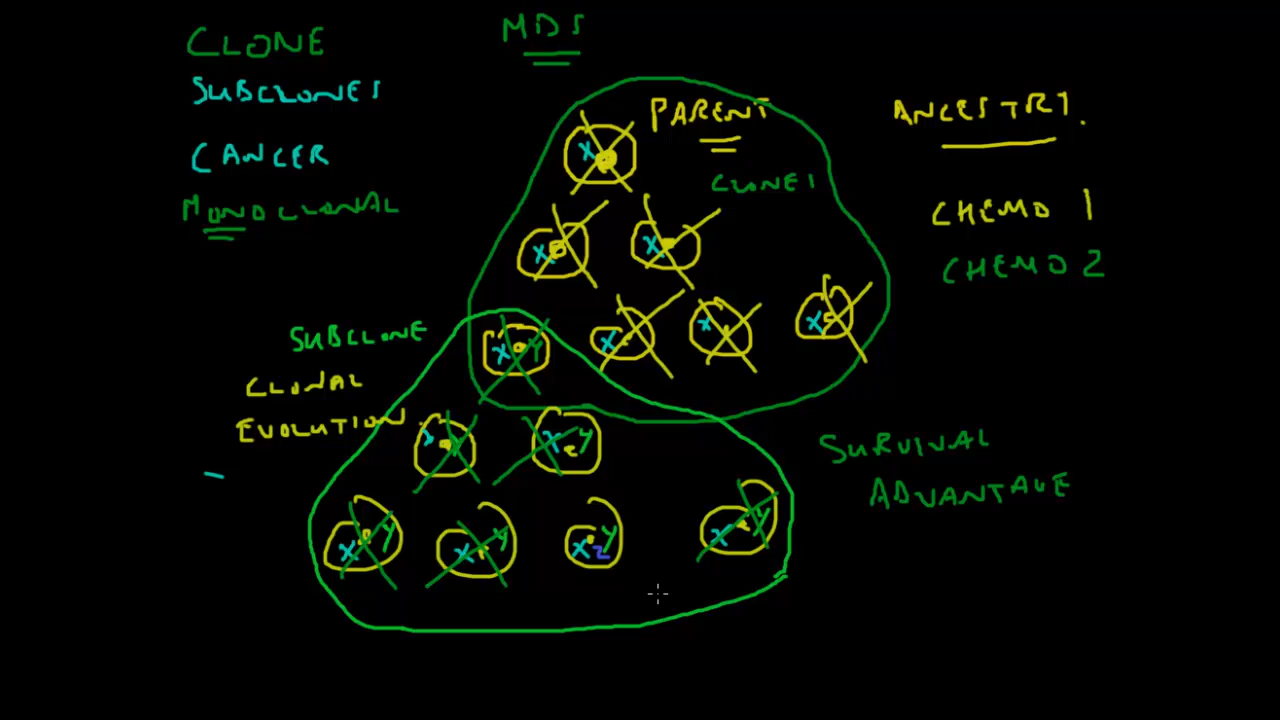 CLONE
MDS
SUBCLONES
PARENT
ANCESTRY.
CANCER
CLONE 1
MONOCLONAL
CHEMO 1
CHEMO 2
X
X
X
SUBCLONE
X Y
X
X
X
CLONAL
EVOLUTION
X Y
X Y
SURVIVAL
ADVANTAGE
X Y
X Y
X Z Y
X Y